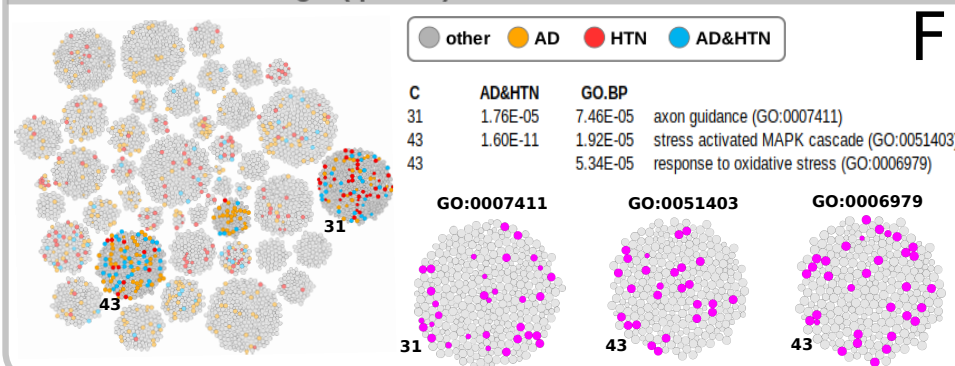 F
other AD HTN AD&HTN
C AD&HTN GO.BP
31 1.76E-05 7.46E-05 axon guidance (GO:0007411)
43 1.60E-11 1.92E-05 stress activated MAPK cascade (GO:0051403)
43 5.34E-05 response to oxidative stress (GO:0006979)
GO:0007411 GO:0051403 GO:0006979
31
43
31 43 43